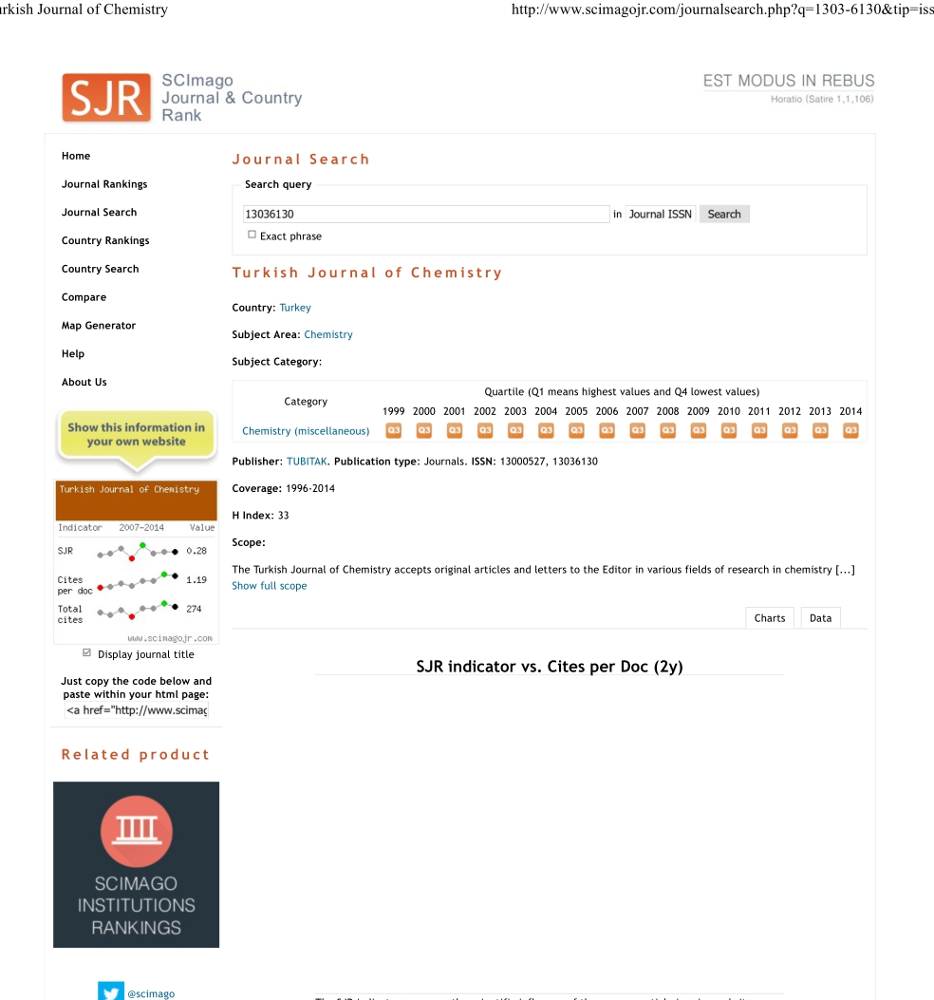 urkish Journal of Chemistry
http://www.scimagojr.com/journalsearch.php?q=1303-6130&tip=iss
SJR
SCImago
Journal & Country
Rank
EST MODUS IN REBUS
Horatio (Satire 1,1,106)
Home
Journal Rankings
Journal Search
Country Rankings
Country Search
Compare
Map Generator
Help
About Us
Show this information in
your own website
Turkish Journal of Chemistry
Indicator 2007-2014 Value
SJR 0.28
Cites
per doc 1.19
Total
cites 274
www.scimagojr.com
Display journal title
Just copy the code below and
paste within your html page:
<a href="http://www.scimag
Related product
SCIMAGO
INSTITUTIONS
RANKINGS
@scimago
Journal Search
Search query
13036130 in Journal ISSN Search
Exact phrase
Turkish Journal of Chemistry
Country: Turkey
Subject Area: Chemistry
Subject Category:
Category
Quartile (Q1 means highest values and Q4 lowest values)
1999 2000 2001 2002 2003 2004 2005 2006 2007 2008 2009 2010 2011 2012 2013 2014
Chemistry (miscellaneous) Q3 Q3 Q3 Q3 Q3 Q3 Q3 Q3 Q3 Q3 Q3 Q3 Q3 Q3 Q3 Q3
Publisher: TUBITAK. Publication type: Journals. ISSN: 13000527, 13036130
Coverage: 1996-2014
H Index: 33
Scope:
The Turkish Journal of Chemistry accepts original articles and letters to the Editor in various fields of research in chemistry [...]
Show full scope
Charts Data
SJR indicator vs. Cites per Doc (2y)